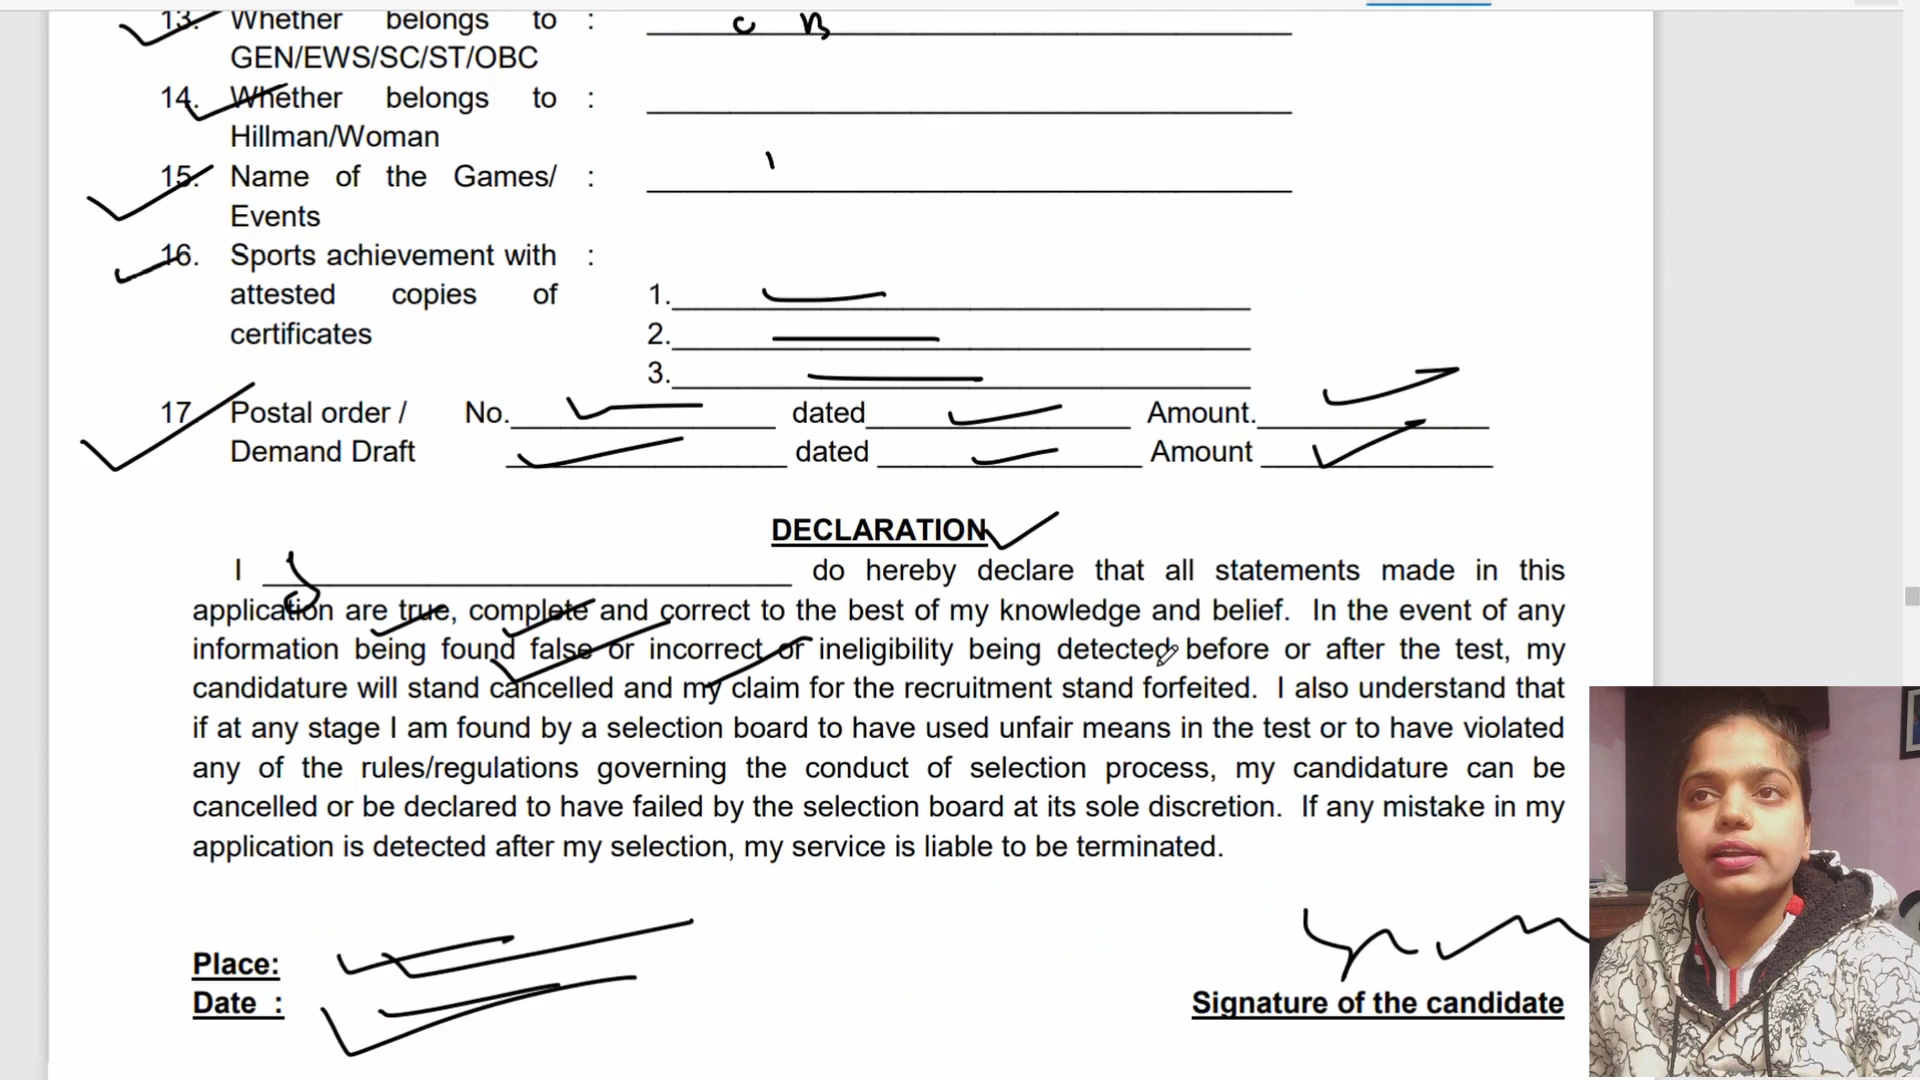 13. Whether belongs to :
GEN/EWS/SC/ST/OBC
14. Whether belongs to :
Hillman/Woman
15. Name of the Games/ :
Events
16. Sports achievement with :
attested copies of 1.
certificates 2.
3.
17 Postal order / No. dated Amount.
Demand Draft dated Amount
DECLARATION
I do hereby declare that all statements made in this
application are true, complete and correct to the best of my knowledge and belief. In the event of any
information being found false or incorrect or ineligibility being detected before or after the test, my
candidature will stand cancelled and my claim for the recruitment stand forfeited. I also understand that
if at any stage I am found by a selection board to have used unfair means in the test or to have violated
any of the rules/regulations governing the conduct of selection process, my candidature can be
cancelled or be declared to have failed by the selection board at its sole discretion. If any mistake in my
application is detected after my selection, my service is liable to be terminated.
Place:
Date :
Signature of the candidate